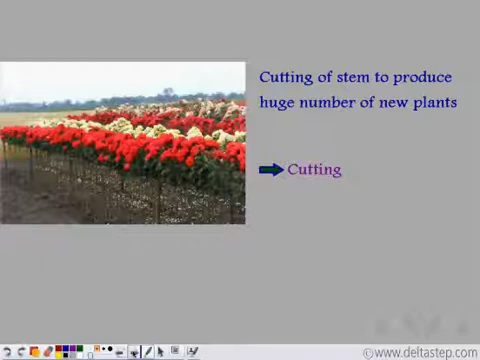 Cutting of stem to produce
huge number of new plants
Cutting
©www.deltastep.com